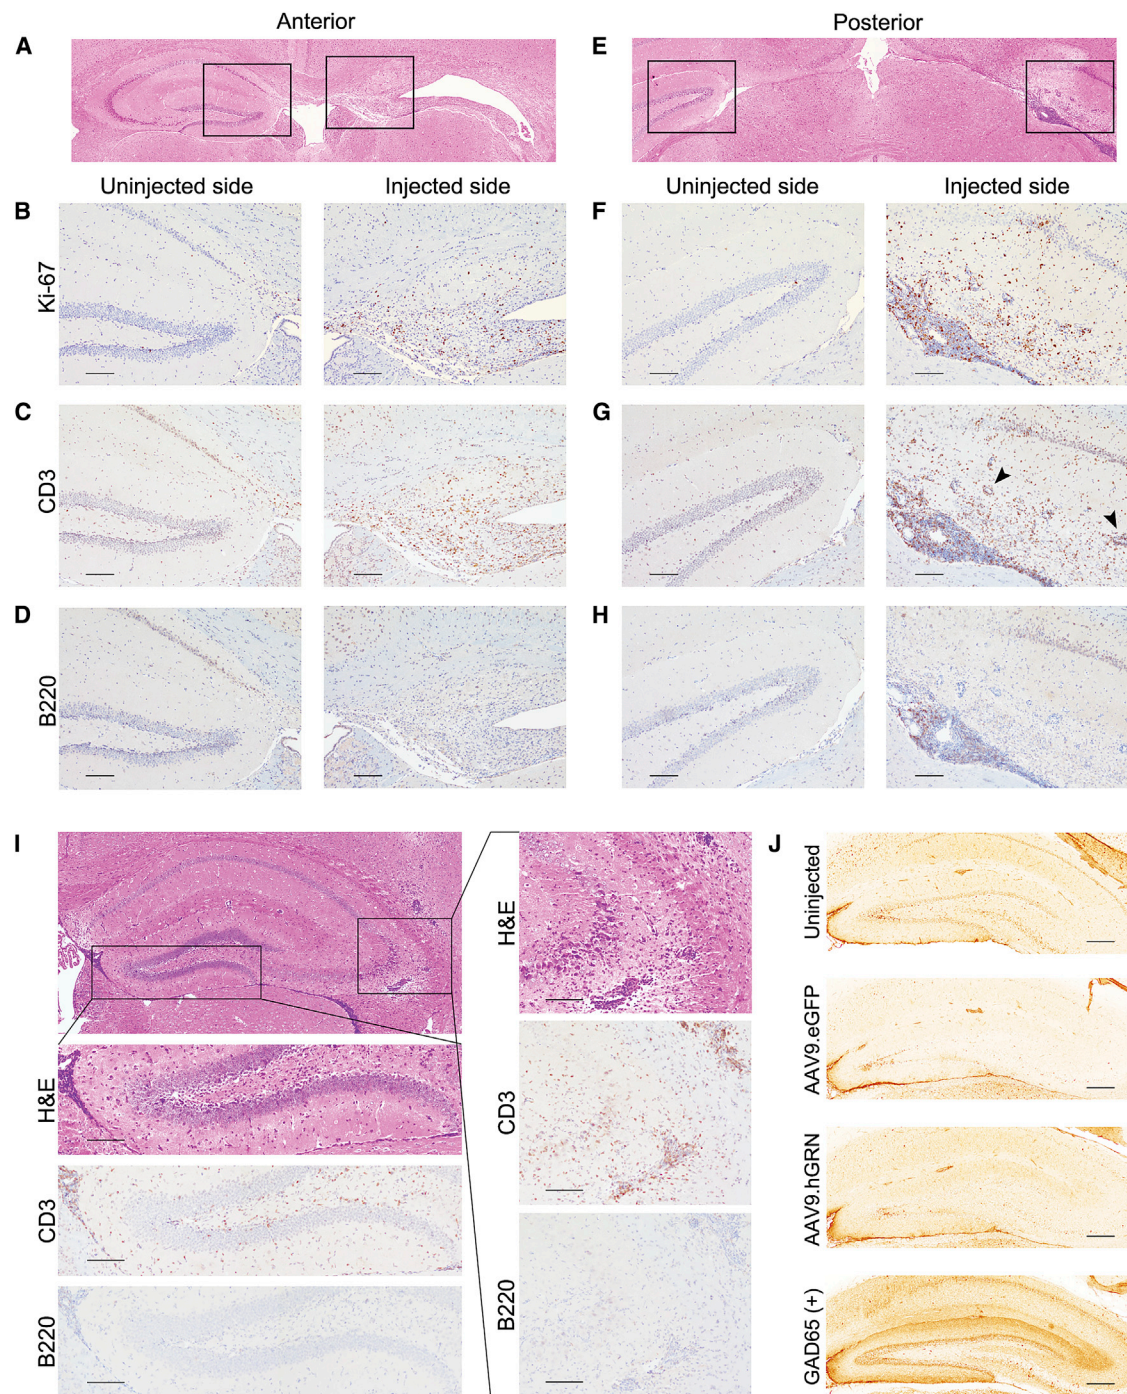 Anterior
Posterior
A
E
Uninjected side
Injected side
Uninjected side
Injected side
B
Ki-67
F
C
CD3
G
D
B220
H
I
H&E
J
Uninjected
AAV9.eGFP
CD3
H&E
AAV9.hGRN
CD3
B220
GAD65 (+)
B220